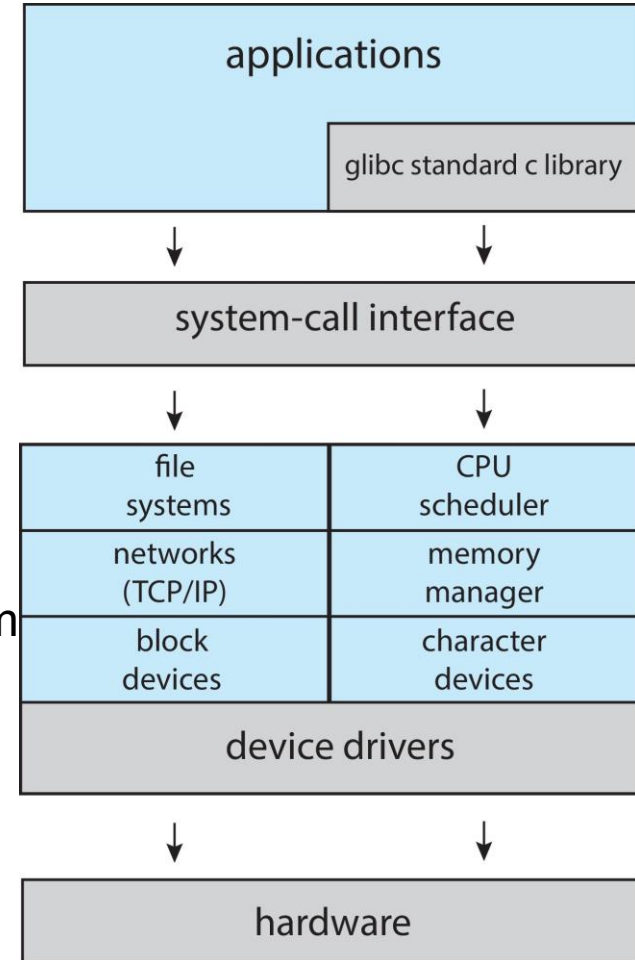 applications
glibc standard c library
system-call interface
file
systems
CPU
scheduler
networks
(TCP/IP)
memory
manager
block
devices
character
devices
device drivers
hardware